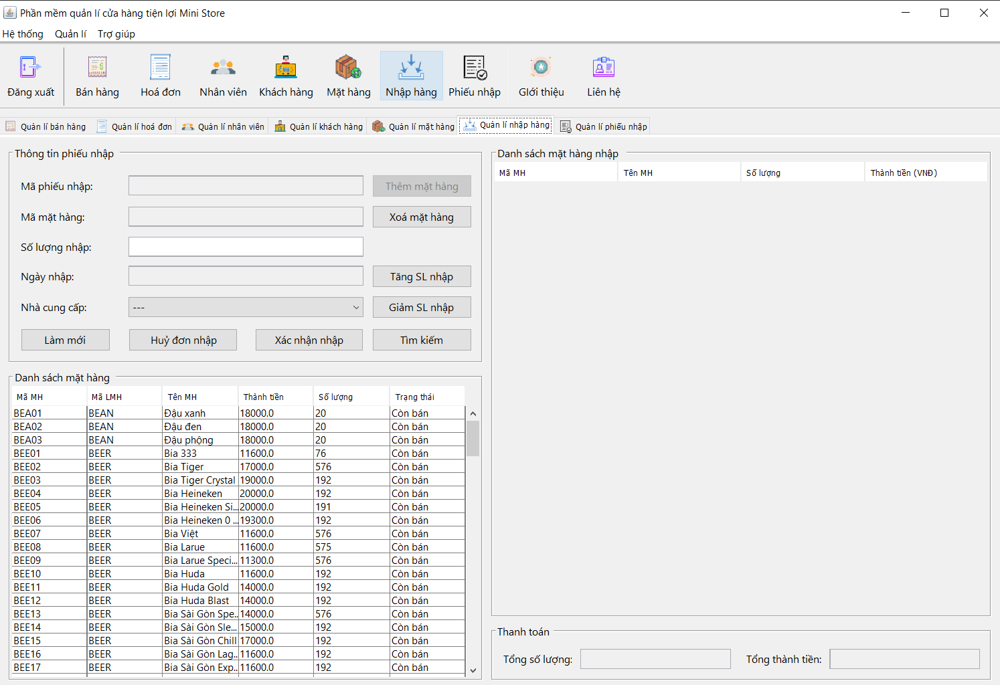 Phần mềm quản lí cửa hàng tiện lợi Mini Store
Hệ thống Quản lí Trợ giúp
Đăng xuất Bán hàng Hoá đơn Nhân viên Khách hàng Mặt hàng Nhập hàng Phiếu nhập Giới thiệu Liên hệ
Quản lí bán hàng Quản lí hoá đơn Quản lí nhân viên Quản lí khách hàng Quản lí mặt hàng Quản lí nhập hàng Quản lí phiếu nhập
Thông tin phiếu nhập
Mã phiếu nhập: Thêm mặt hàng
Mã mặt hàng: Xoá mặt hàng
Số lượng nhập:
Ngày nhập: Tăng SL nhập
Nhà cung cấp: --- Giảm SL nhập
Làm mới Huỷ đơn nhập Xác nhận nhập Tìm kiếm
Danh sách mặt hàng
Mã MH Mã LMH Tên MH Thành tiền Số lượng Trạng thái
BEA01 BEAN Đậu xanh 18000.0 20 Còn bán
BEA02 BEAN Đậu đen 18000.0 20 Còn bán
BEA03 BEAN Đậu phộng 18000.0 20 Còn bán
BEE01 BEER Bia 333 11600.0 76 Còn bán
BEE02 BEER Bia Tiger 17000.0 576 Còn bán
BEE03 BEER Bia Tiger Crystal 19000.0 192 Còn bán
BEE04 BEER Bia Heineken 20000.0 192 Còn bán
BEE05 BEER Bia Heineken Si... 20000.0 191 Còn bán
BEE06 BEER Bia Heineken 0 ... 19300.0 192 Còn bán
BEE07 BEER Bia Việt 11600.0 576 Còn bán
BEE08 BEER Bia Larue 11600.0 575 Còn bán
BEE09 BEER Bia Larue Speci... 11300.0 576 Còn bán
BEE10 BEER Bia Huda 11600.0 192 Còn bán
BEE11 BEER Bia Huda Gold 14000.0 192 Còn bán
BEE12 BEER Bia Huda Blast 14000.0 192 Còn bán
BEE13 BEER Bia Sài Gòn Spe... 14000.0 576 Còn bán
BEE14 BEER Bia Sài Gòn Sle... 15000.0 192 Còn bán
BEE15 BEER Bia Sài Gòn Chill 17000.0 192 Còn bán
BEE16 BEER Bia Sài Gòn Lag... 11600.0 192 Còn bán
BEE17 BEER Bia Sài Gòn Exp... 11600.0 192 Còn bán
Danh sách mặt hàng nhập
Mã MH Tên MH Số lượng Thành tiền (VNĐ)
Thanh toán
Tổng số lượng: Tổng thành tiền: